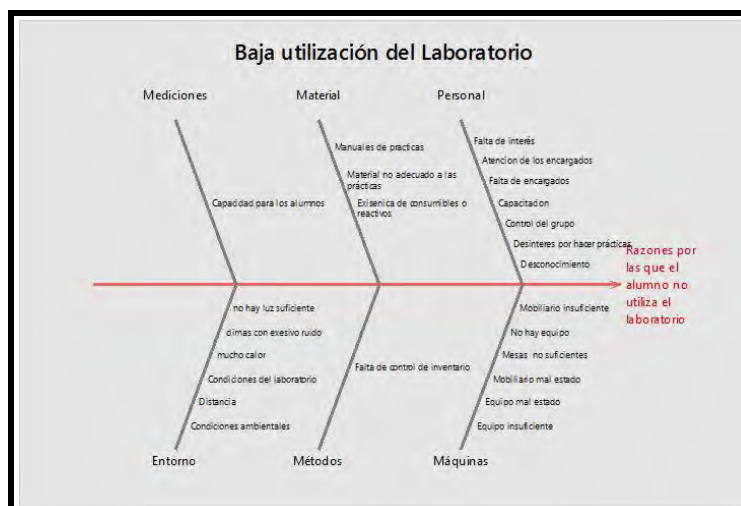 Baja utilización del Laboratorio
Mediciones
Material
Personal
Manuales de practicas
Material no adecuado a las
prácticas
Exisenica de consumibles o
reactivos
Capacidad para los alumnos
Falta de interés
Atencion de los encargados
Falta de encargados
Capacitacion
Control del grupo
Desinteres por hacer prácticas
Desconocimiento
Razones por
las que el
alumno no
utiliza el
laboratorio
no hay luz suficiente
climas con exesivo ruido
mucho calor
Condiciones del laboratorio
Distancia
Condiciones ambientales
Falta de control de inventario
Mobiliario insuficiente
No hay equipo
Mesas no suficientes
Mobiliario mal estado
Equipo mal estado
Equipo insuficiente
Entorno
Métodos
Máquinas